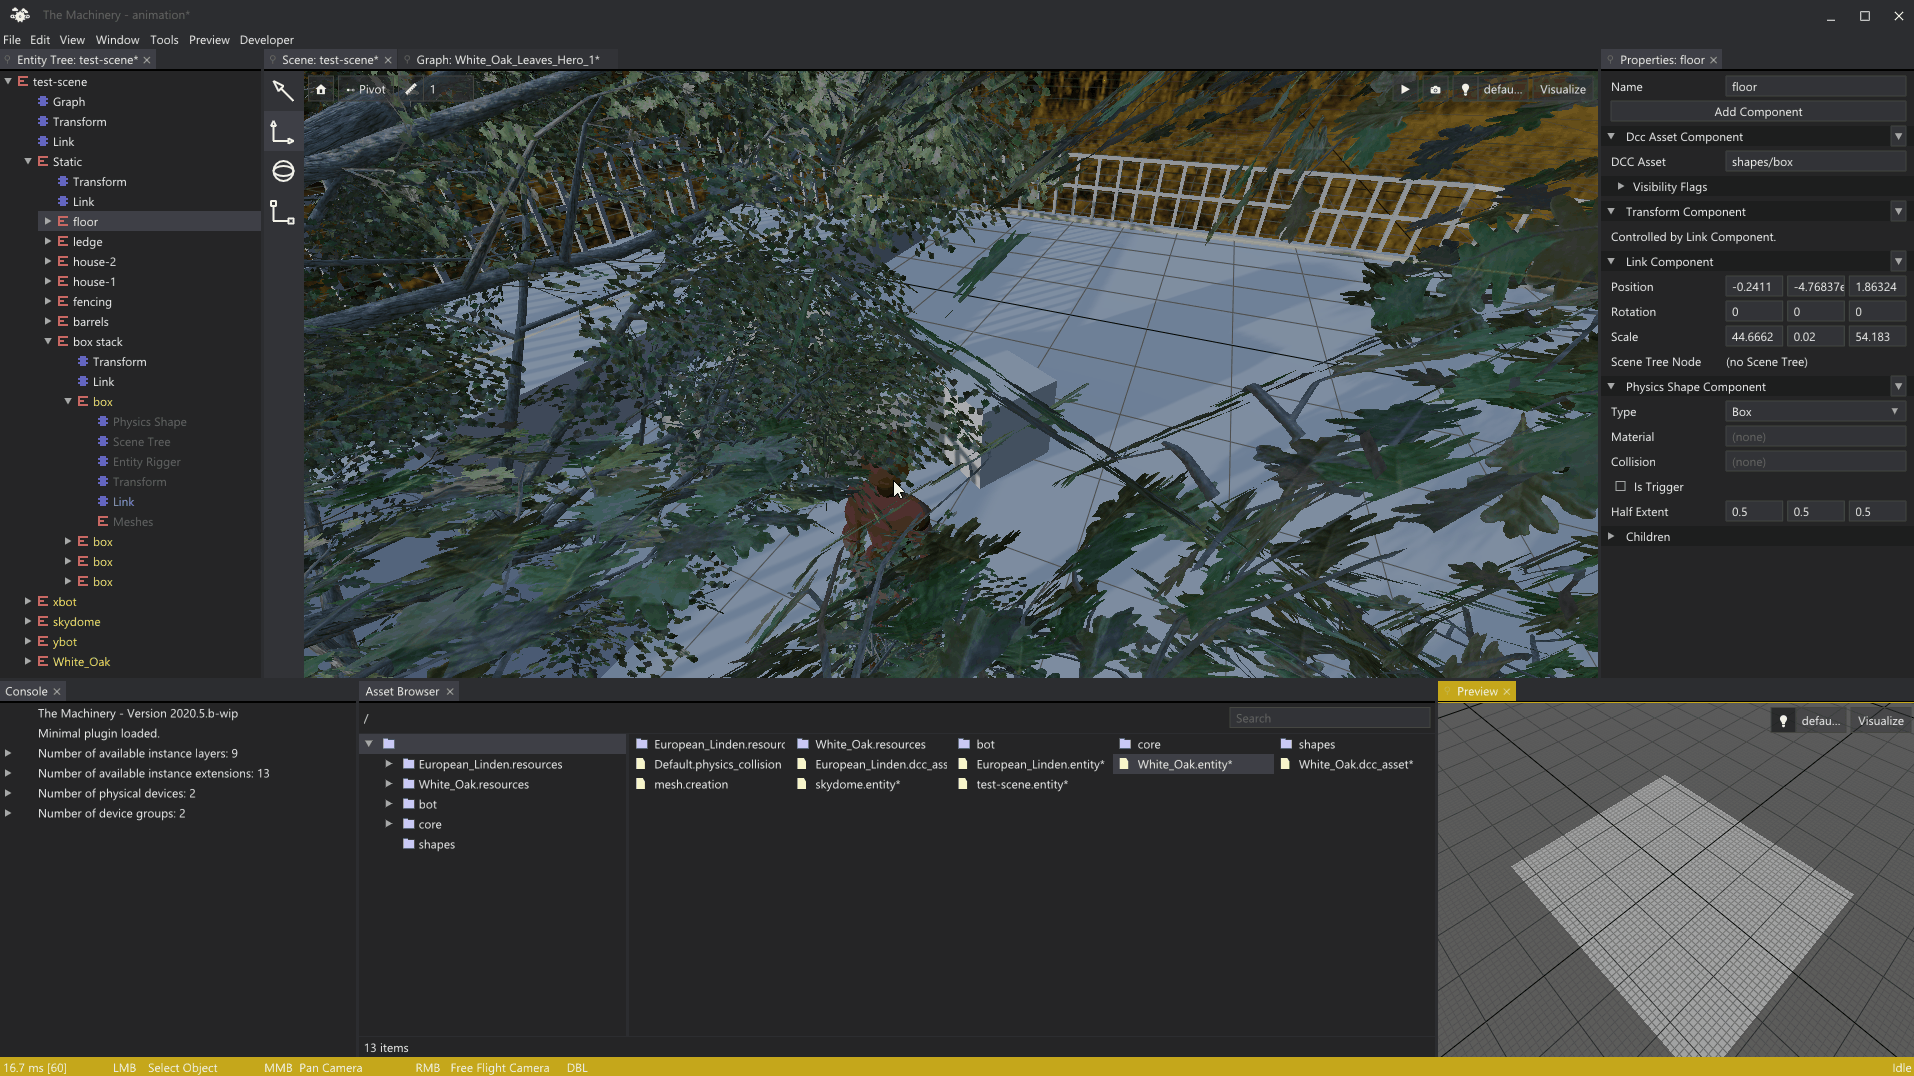 The Machinery - animation*
File Edit View Window Tools Preview Developer
Entity Tree: test-scene*
test-scene
Graph
Transform
Link
Static
Transform
Link
floor
ledge
house-2
house-1
fencing
barrels
box stack
Transform
Link
box
Physics Shape
Scene Tree
Entity Rigger
Transform
Link
Meshes
box
box
box
xbot
skydome
ybot
White_Oak
Scene: test-scene*
Graph: White_Oak_Leaves_Hero_1*
Pivot
1
defau...
Visualize
Properties: floor
Name floor
Add Component
Dcc Asset Component
DCC Asset shapes/box
Visibility Flags
Transform Component
Controlled by Link Component.
Link Component
Position -0.2411 -4.76837e 1.86324
Rotation 0 0 0
Scale 44.6662 0.02 54.183
Scene Tree Node (no Scene Tree)
Physics Shape Component
Type Box
Material (none)
Collision (none)
Is Trigger
Half Extent 0.5 0.5 0.5
Children
Console
The Machinery - Version 2020.5.b-wip
Minimal plugin loaded.
Number of available instance layers: 9
Number of available instance extensions: 13
Number of physical devices: 2
Number of device groups: 2
Asset Browser
/
Search
European_Linden.resources
White_Oak.resources
bot
core
shapes
European_Linden.resourc White_Oak.resources bot core shapes
Default.physics_collision European_Linden.dcc_ass European_Linden.entity* White_Oak.entity* White_Oak.dcc_asset*
mesh.creation skydome.entity* test-scene.entity*
13 items
Preview
defau...
Visualize
16.7 ms [60] LMB Select Object MMB Pan Camera RMB Free Flight Camera DBL Idle